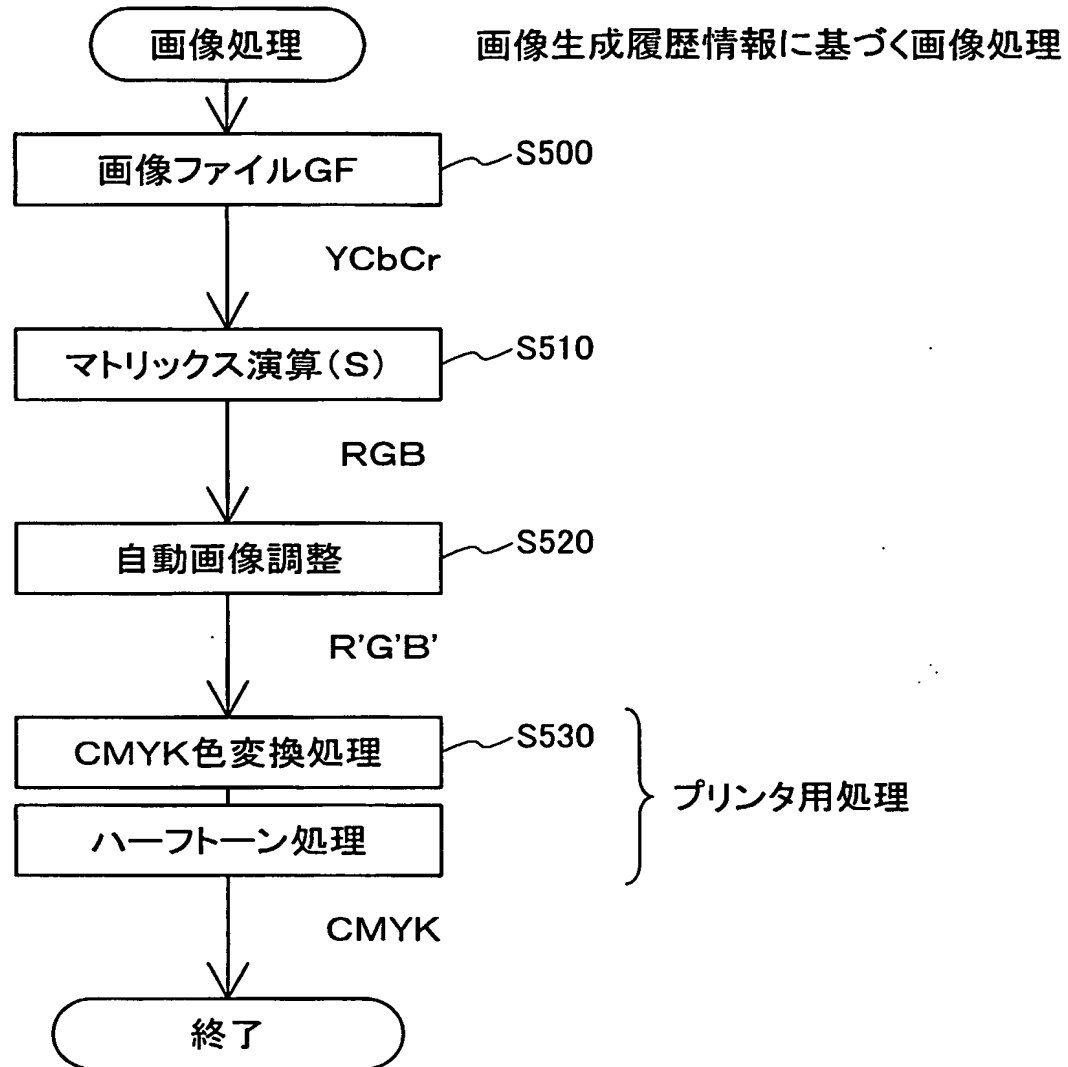 画像処理
画像生成履歴情報に基づく画像処理
画像ファイルGF
S500
YCbCr
マトリックス演算(S)
S510
RGB
自動画像調整
S520
R'G'B'
CMYK色変換処理
S530
ハーフトーン処理
プリンタ用処理
CMYK
終了